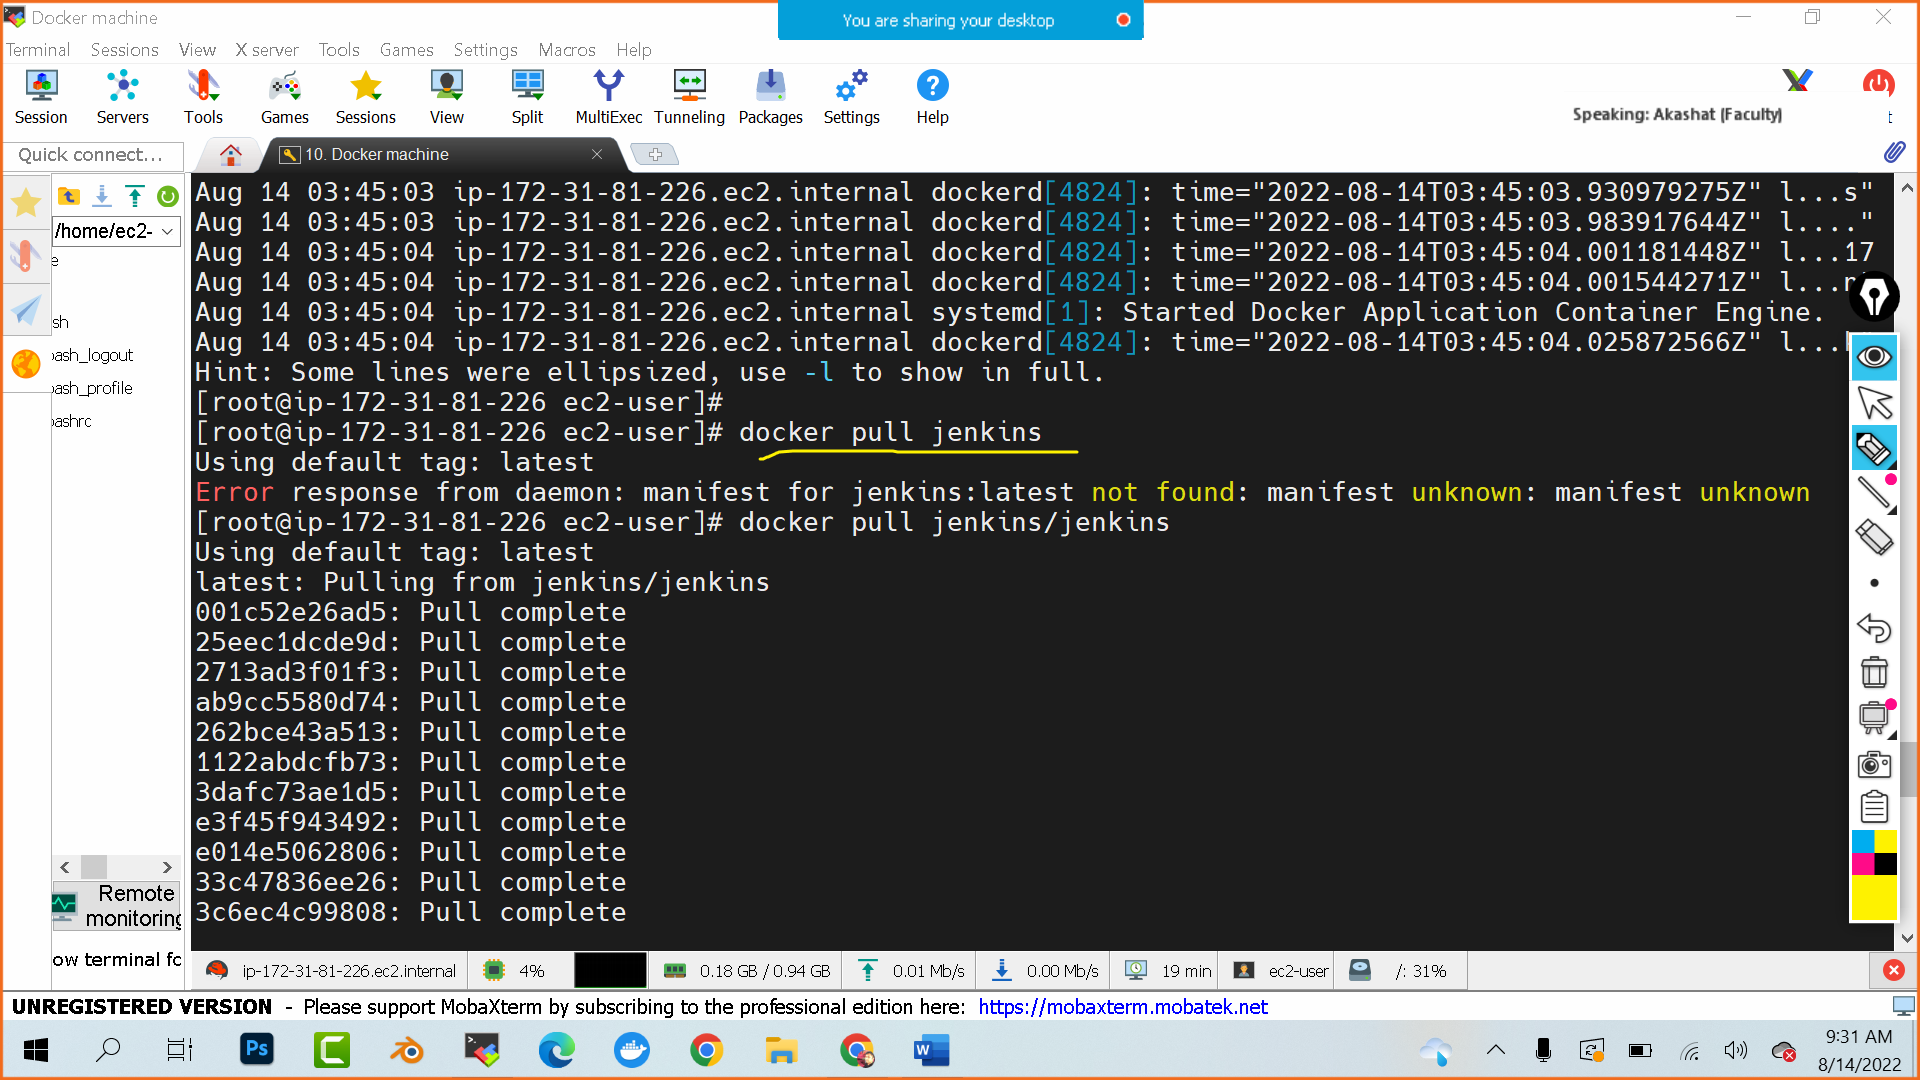 Docker machine
You are sharing your desktop
Terminal Sessions View X server Tools Games Settings Macros Help
Session Servers Tools Games Sessions View Split MultiExec Tunneling Packages Settings Help
Speaking: Akashat (Faculty)
Quick connect...
10. Docker machine
/home/ec2-
e
sh
bash_logout
bash_profile
bashrc
Remote
monitoring
ow terminal fo
Aug 14 03:45:03 ip-172-31-81-226.ec2.internal dockerd[4824]: time="2022-08-14T03:45:03.930979275Z" l...s"
Aug 14 03:45:03 ip-172-31-81-226.ec2.internal dockerd[4824]: time="2022-08-14T03:45:03.983917644Z" l...."
Aug 14 03:45:04 ip-172-31-81-226.ec2.internal dockerd[4824]: time="2022-08-14T03:45:04.001181448Z" l...17
Aug 14 03:45:04 ip-172-31-81-226.ec2.internal dockerd[4824]: time="2022-08-14T03:45:04.001544271Z" l...
Aug 14 03:45:04 ip-172-31-81-226.ec2.internal systemd[1]: Started Docker Application Container Engine.
Aug 14 03:45:04 ip-172-31-81-226.ec2.internal dockerd[4824]: time="2022-08-14T03:45:04.025872566Z" l...
Hint: Some lines were ellipsized, use -l to show in full.
[root@ip-172-31-81-226 ec2-user]#
[root@ip-172-31-81-226 ec2-user]# docker pull jenkins
Using default tag: latest
Error response from daemon: manifest for jenkins:latest not found: manifest unknown: manifest unknown
[root@ip-172-31-81-226 ec2-user]# docker pull jenkins/jenkins
Using default tag: latest
latest: Pulling from jenkins/jenkins
001c52e26ad5: Pull complete
25eec1dcde9d: Pull complete
2713ad3f01f3: Pull complete
ab9cc5580d74: Pull complete
262bce43a513: Pull complete
1122abdcfb73: Pull complete
3dafc73ae1d5: Pull complete
e3f45f943492: Pull complete
e014e5062806: Pull complete
33c47836ee26: Pull complete
3c6ec4c99808: Pull complete
ip-172-31-81-226.ec2.internal 4% 0.18 GB / 0.94 GB 0.01 Mb/s 0.00 Mb/s 19 min ec2-user /: 31%
UNREGISTERED VERSION - Please support MobaXterm by subscribing to the professional edition here: https://mobaxterm.mobatek.net
Ps
W
9:31 AM
8/14/2022